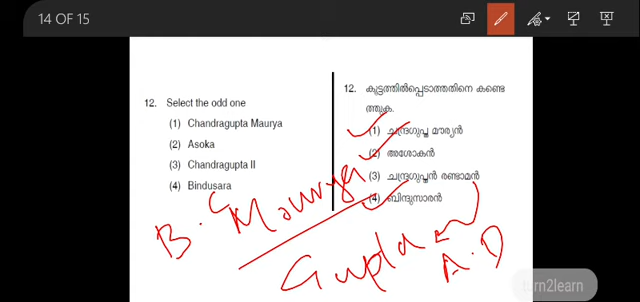 14 OF 15
12. Select the odd one
(1) Chandragupta Maurya
(2) Asoka
(3) Chandragupta II
(4) Bindusara
12. കൂട്ടത്തിൽപ്പെടാത്തതിനെ കണ്ടെ
ത്തുക.
(1) ചന്ദ്രഗുപ്ത മൗര്യൻ
(2) അശോകൻ
(3) ചന്ദ്രഗുപ്തൻ രണ്ടാമൻ
(4) ബിന്ദുസാരൻ
B.C Maurya
Gupta
A.D
turn2learn